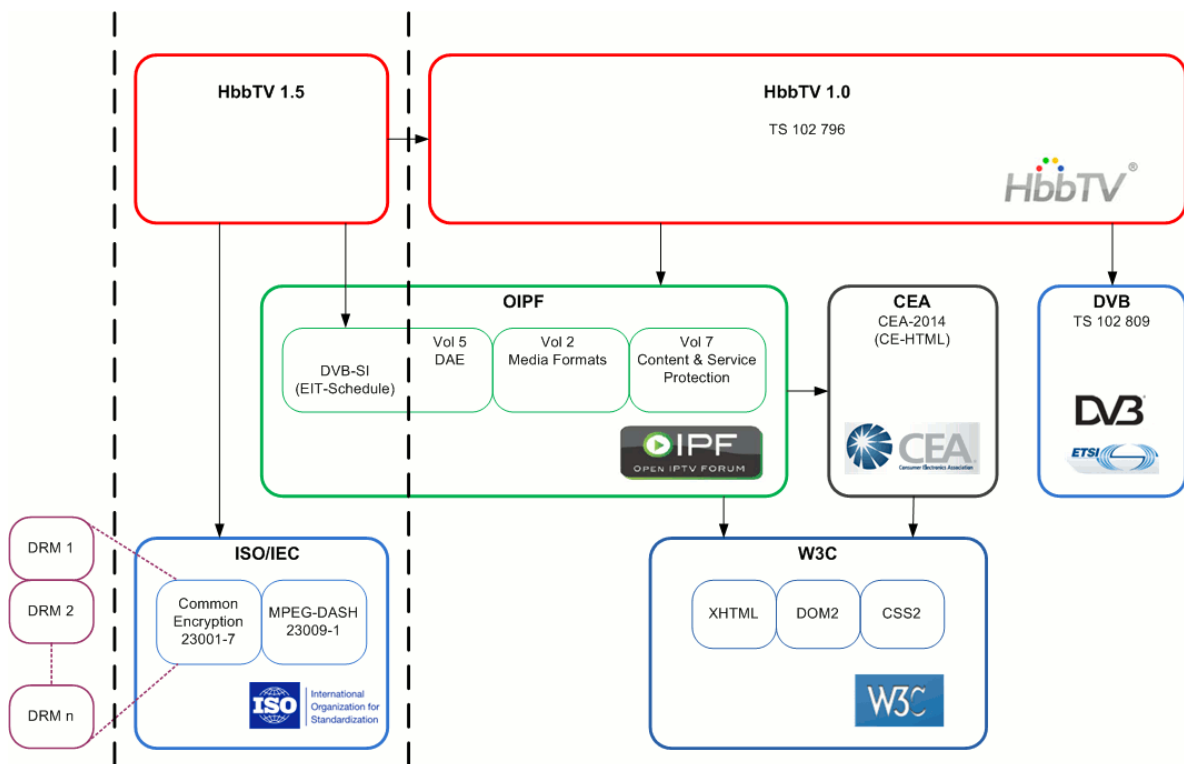 HbbTV 1.5
HbbTV 1.0
TS 102 796
HbbTV®
OIPF
DVB-SI
(EIT-Schedule)
Vol 5
DAE
Vol 2
Media Formats
Vol 7
Content & Service
Protection
OIPF
OPEN IPTV FORUM
CEA
CEA-2014
(CE-HTML)
CEA
Consumer Electronics Association
DVB
TS 102 809
DVB
ETSI
DRM 1
DRM 2
DRM n
ISO/IEC
Common
Encryption
23001-7
MPEG-DASH
23009-1
ISO
International
Organization for
Standardization
W3C
XHTML
DOM2
CSS2
W3C